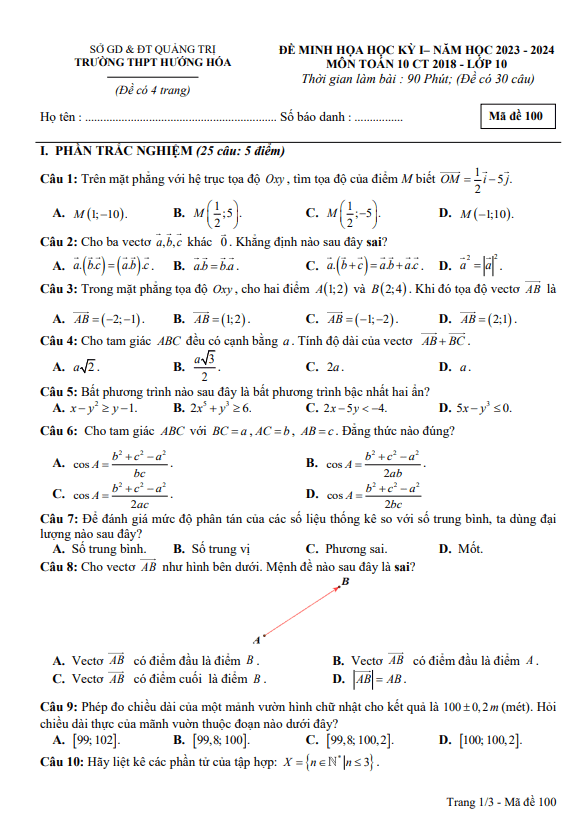 SỞ GD & ĐT QUẢNG TRỊ
TRƯỜNG THPT HƯỚNG HÓA
(Đề có 4 trang)
ĐỀ MINH HỌA HỌC KỲ I– NĂM HỌC 2023 - 2024
MÔN TOÁN 10 CT 2018 - LỚP 10
Thời gian làm bài : 90 Phút; (Đề có 30 câu)
Họ tên : ............................................................... Số báo danh : ................
Mã đề 100
I. PHẦN TRẮC NGHIỆM (25 câu: 5 điểm)
Câu 1: Trên mặt phẳng với hệ trục tọa độ Oxy, tìm tọa độ của điểm M biết $\overrightarrow{OM}=\frac{1}{2}\vec{i}-5\vec{j}$.
A. M(1;−10). B. $M\left(\frac{1}{2};5\right)$. C. $M\left(\frac{1}{2};-5\right)$. D. M(−1;10).
Câu 2: Cho ba vectơ $\vec{a},\vec{b},\vec{c}$ khác $\vec{0}$. Khẳng định nào sau đây sai?
A. $\vec{a}.(\vec{b}.\vec{c})=(\vec{a}.\vec{b}).\vec{c}$. B. $\vec{a}.\vec{b}=\vec{b}.\vec{a}$. C. $\vec{a}.(\vec{b}+\vec{c})=\vec{a}.\vec{b}+\vec{a}.\vec{c}$. D. $\vec{a}^2=|\vec{a}|^2$.
Câu 3: Trong mặt phẳng tọa độ Oxy, cho hai điểm A(1;2) và B(2;4). Khi đó tọa độ vectơ $\overrightarrow{AB}$ là
A. $\overrightarrow{AB}=(-2;-1)$. B. $\overrightarrow{AB}=(1;2)$. C. $\overrightarrow{AB}=(-1;-2)$. D. $\overrightarrow{AB}=(2;1)$.
Câu 4: Cho tam giác ABC đều có cạnh bằng a. Tính độ dài của vectơ $\overrightarrow{AB}+\overrightarrow{BC}$.
A. $a\sqrt{2}$. B. $\frac{a\sqrt{3}}{2}$. C. 2a. D. a.
Câu 5: Bất phương trình nào sau đây là bất phương trình bậc nhất hai ẩn?
A. $x-y^2\geq y-1$. B. $2x^5+y^3\geq 6$. C. $2x-5y<-4$. D. $5x-y^3\leq 0$.
Câu 6: Cho tam giác ABC với BC = a, AC = b, AB = c. Đẳng thức nào đúng?
A. $\cos A=\frac{b^2+c^2-a^2}{bc}$. B. $\cos A=\frac{b^2+c^2-a^2}{2ab}$.
C. $\cos A=\frac{b^2+c^2-a^2}{2ac}$. D. $\cos A=\frac{b^2+c^2-a^2}{2bc}$
Câu 7: Để đánh giá mức độ phân tán của các số liệu thống kê so với số trung bình, ta dùng đại
lượng nào sau đây?
A. Số trung bình. B. Số trung vị C. Phương sai. D. Mốt.
Câu 8: Cho vectơ $\overrightarrow{AB}$ như hình bên dưới. Mệnh đề nào sau đây là sai?
B
A
A. Vectơ $\overrightarrow{AB}$ có điểm đầu là điểm B. B. Vectơ $\overrightarrow{AB}$ có điểm đầu là điểm A.
C. Vectơ $\overrightarrow{AB}$ có điểm cuối là điểm B. D. $|\overrightarrow{AB}|=AB$.
Câu 9: Phép đo chiều dài của một mảnh vườn hình chữ nhật cho kết quả là 100±0,2m (mét). Hỏi
chiều dài thực của mãnh vườn thuộc đoạn nào dưới đây?
A. [99; 102]. B. [99,8; 100]. C. [99,8; 100,2]. D. [100; 100,2].
Câu 10: Hãy liệt kê các phần tử của tập hợp: $X=\{n\in\mathbb{N}^*|n\leq 3\}$.
Trang 1/3 - Mã đề 100